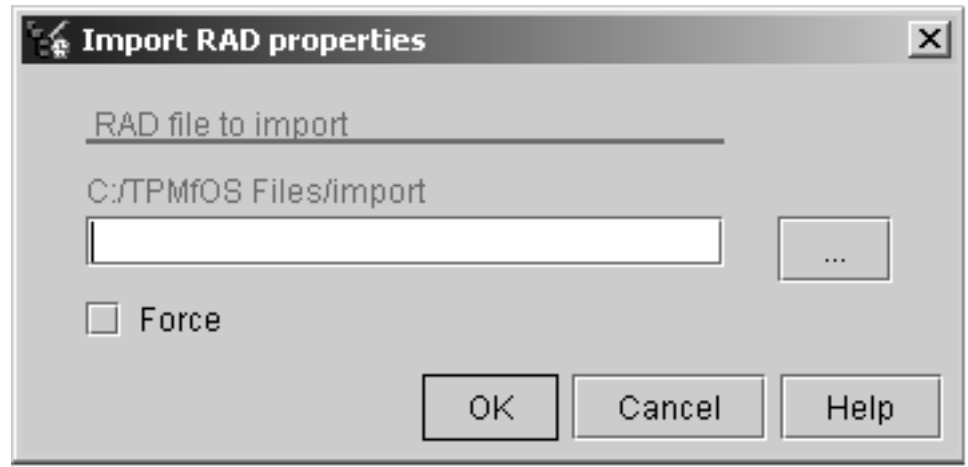 Import RAD properties
RAD file to import
C:/TPMfOS Files/import
...
Force
OK Cancel Help